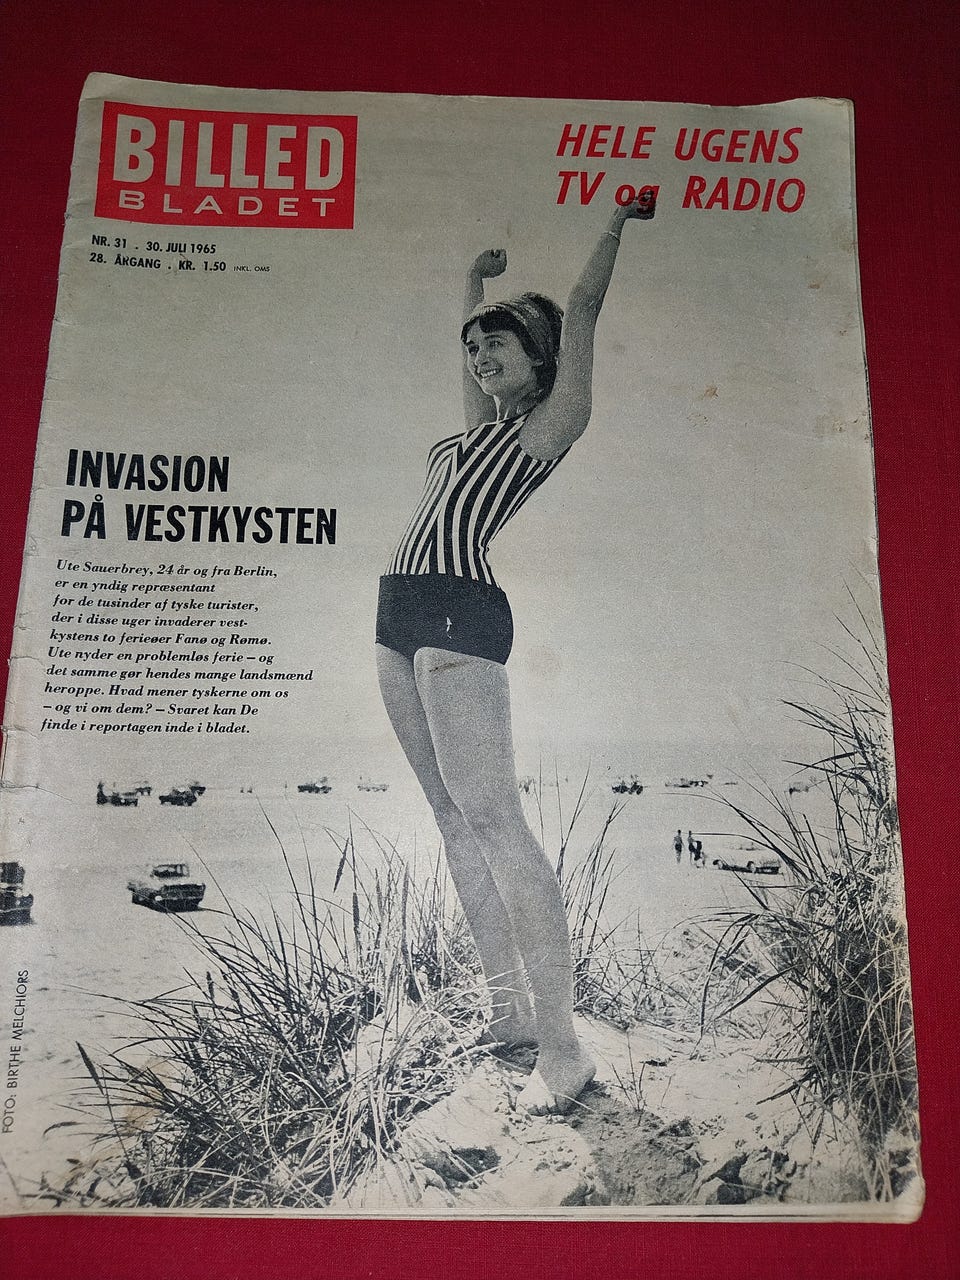 BILLED
BLADET
HELE UGENS
TV og RADIO
NR. 31 . 30. JULI 1965
28. ÅRGANG . KR. 1.50 INKL. OMS
INVASION
PÅ VESTKYSTEN
Ute Sauerbrey, 24 år og fra Berlin,
er en yndig repræsentant
for de tusinder af tyske turister,
der i disse uger invaderer vest-
kystens to ferieøer Fanø og Rømø.
Ute nyder en problemløs ferie – og
det samme gør hendes mange landsmænd
heroppe. Hvad mener tyskerne om os
– og vi om dem? – Svaret kan De
finde i reportagen inde i bladet.
FOTO: BIRTHE MELCHIORS